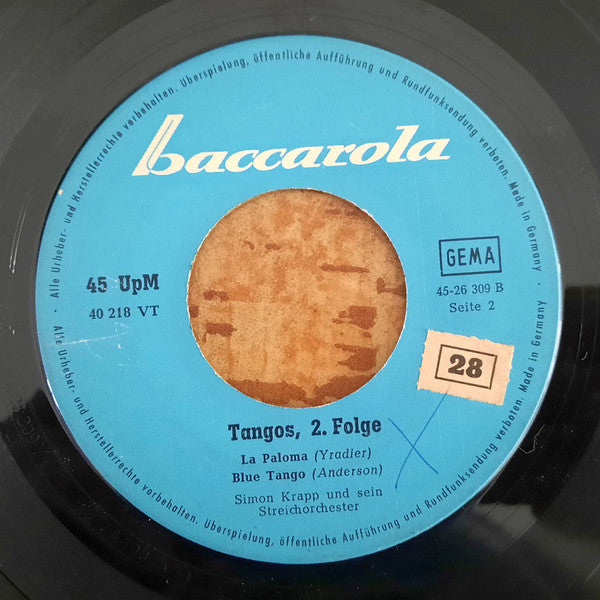 · Alle Urheber- und Herstellerrechte vorbehalten. Überspielung, öffentliche Aufführung und Rundfunksendung verboten. Made in Germany ·
baccarola
45 UpM
40 218 VT
GEMA
45-26 309 B
Seite 2
28
Tangos, 2. Folge
La Paloma (Yradier)
Blue Tango (Anderson)
Simon Krapp und sein
Streichorchester
Alle Urheber- und Herstellerrechte vorbehalten. Überspielung, öffentliche Aufführung und Rundfunksendung verboten. Made in Germany ·